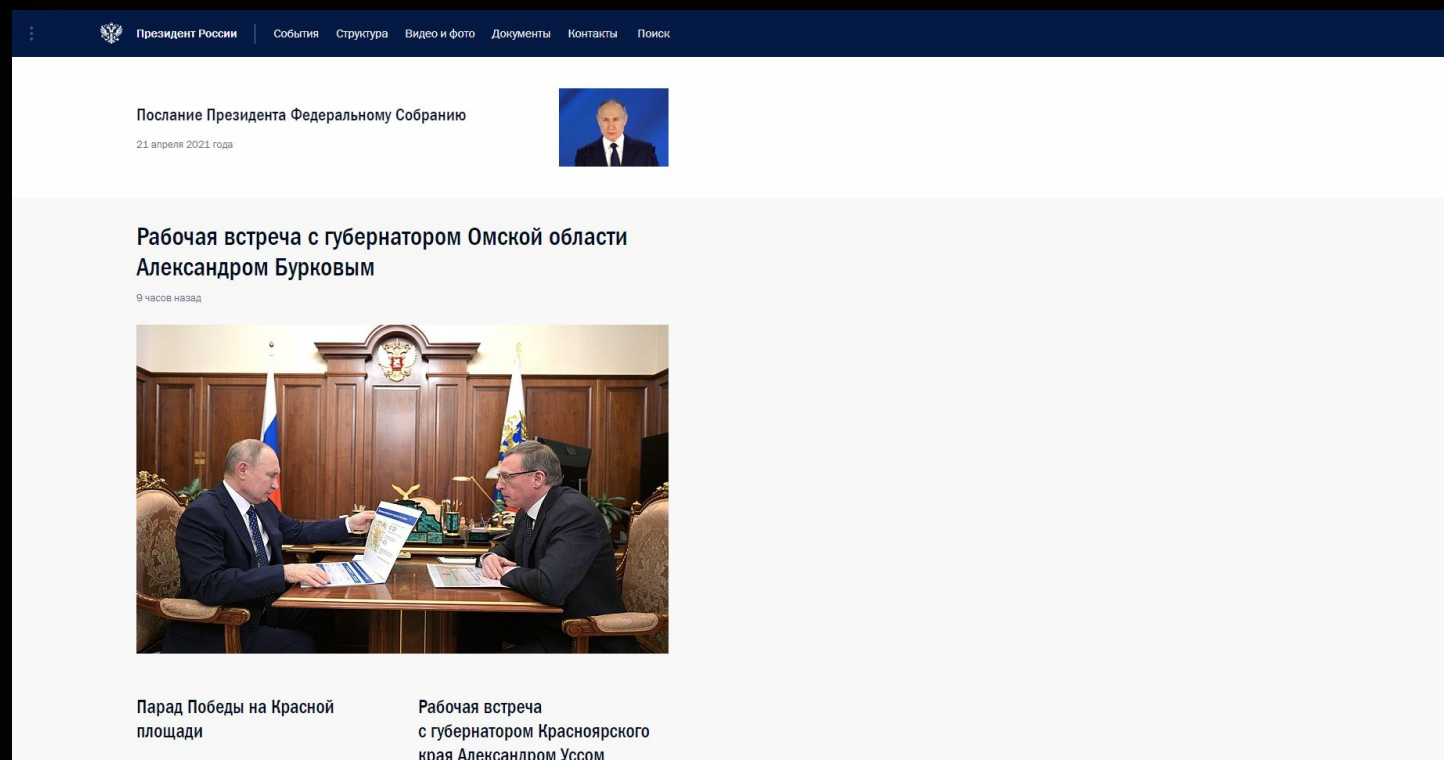 Президент России
События Структура Видео и фото Документы Контакты Поиск
Послание Президента Федеральному Собранию
21 апреля 2021 года
Рабочая встреча с губернатором Омской области
Александром Бурковым
9 часов назад
Парад Победы на Красной
площади
Рабочая встреча
с губернатором Красноярского
края Александром Уссом